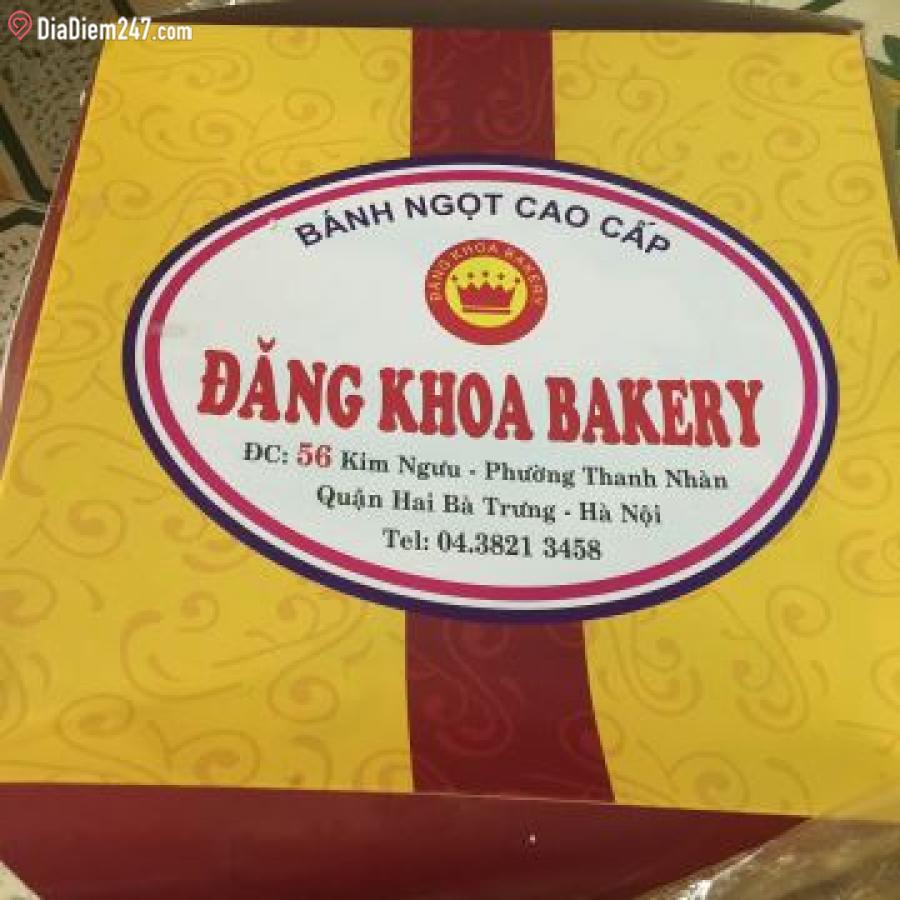 DiaDiem247.com
BÁNH NGỌT CAO CẤP
ĐĂNG KHOA BAKERY
ĐĂNG KHOA BAKERY
ĐC: 56 Kim Ngưu - Phường Thanh Nhàn
Quận Hai Bà Trưng - Hà Nội
Tel: 04.3821 3458